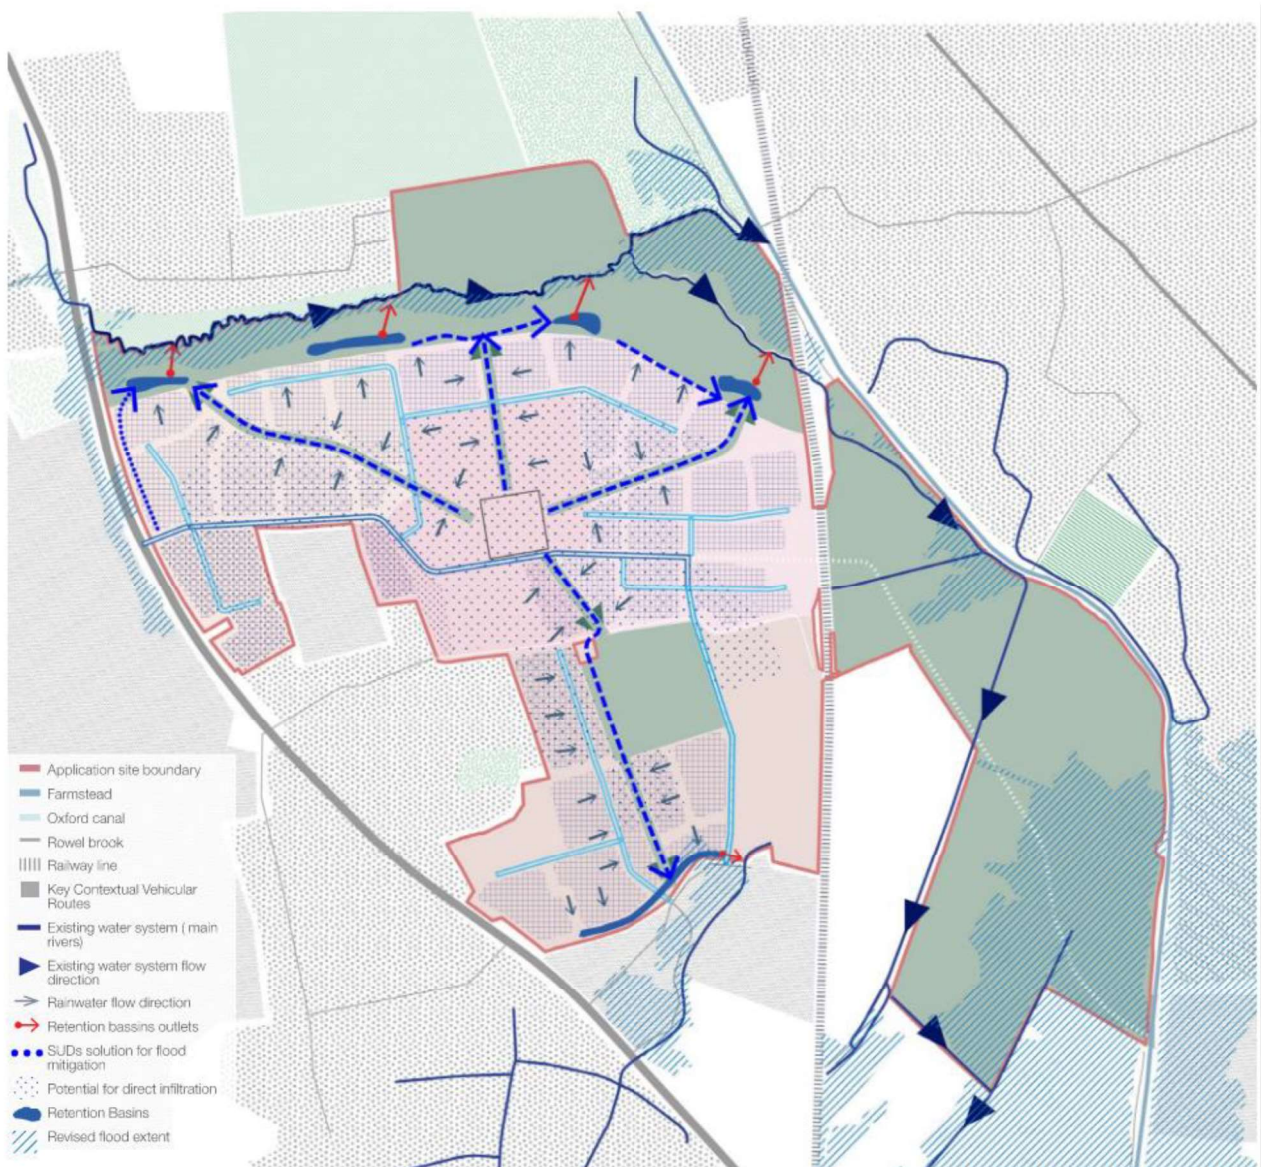 Application site boundary
Farmstead
Oxford canal
Rowel brook
Railway line
Key Contextual Vehicular
Routes
Existing water system ( main
rivers)
Existing water system flow
direction
Rainwater flow direction
Retention bassins outlets
SUDs solution for flood
mitigation
Potential for direct infiltration
Retention Basins
Revised flood extent